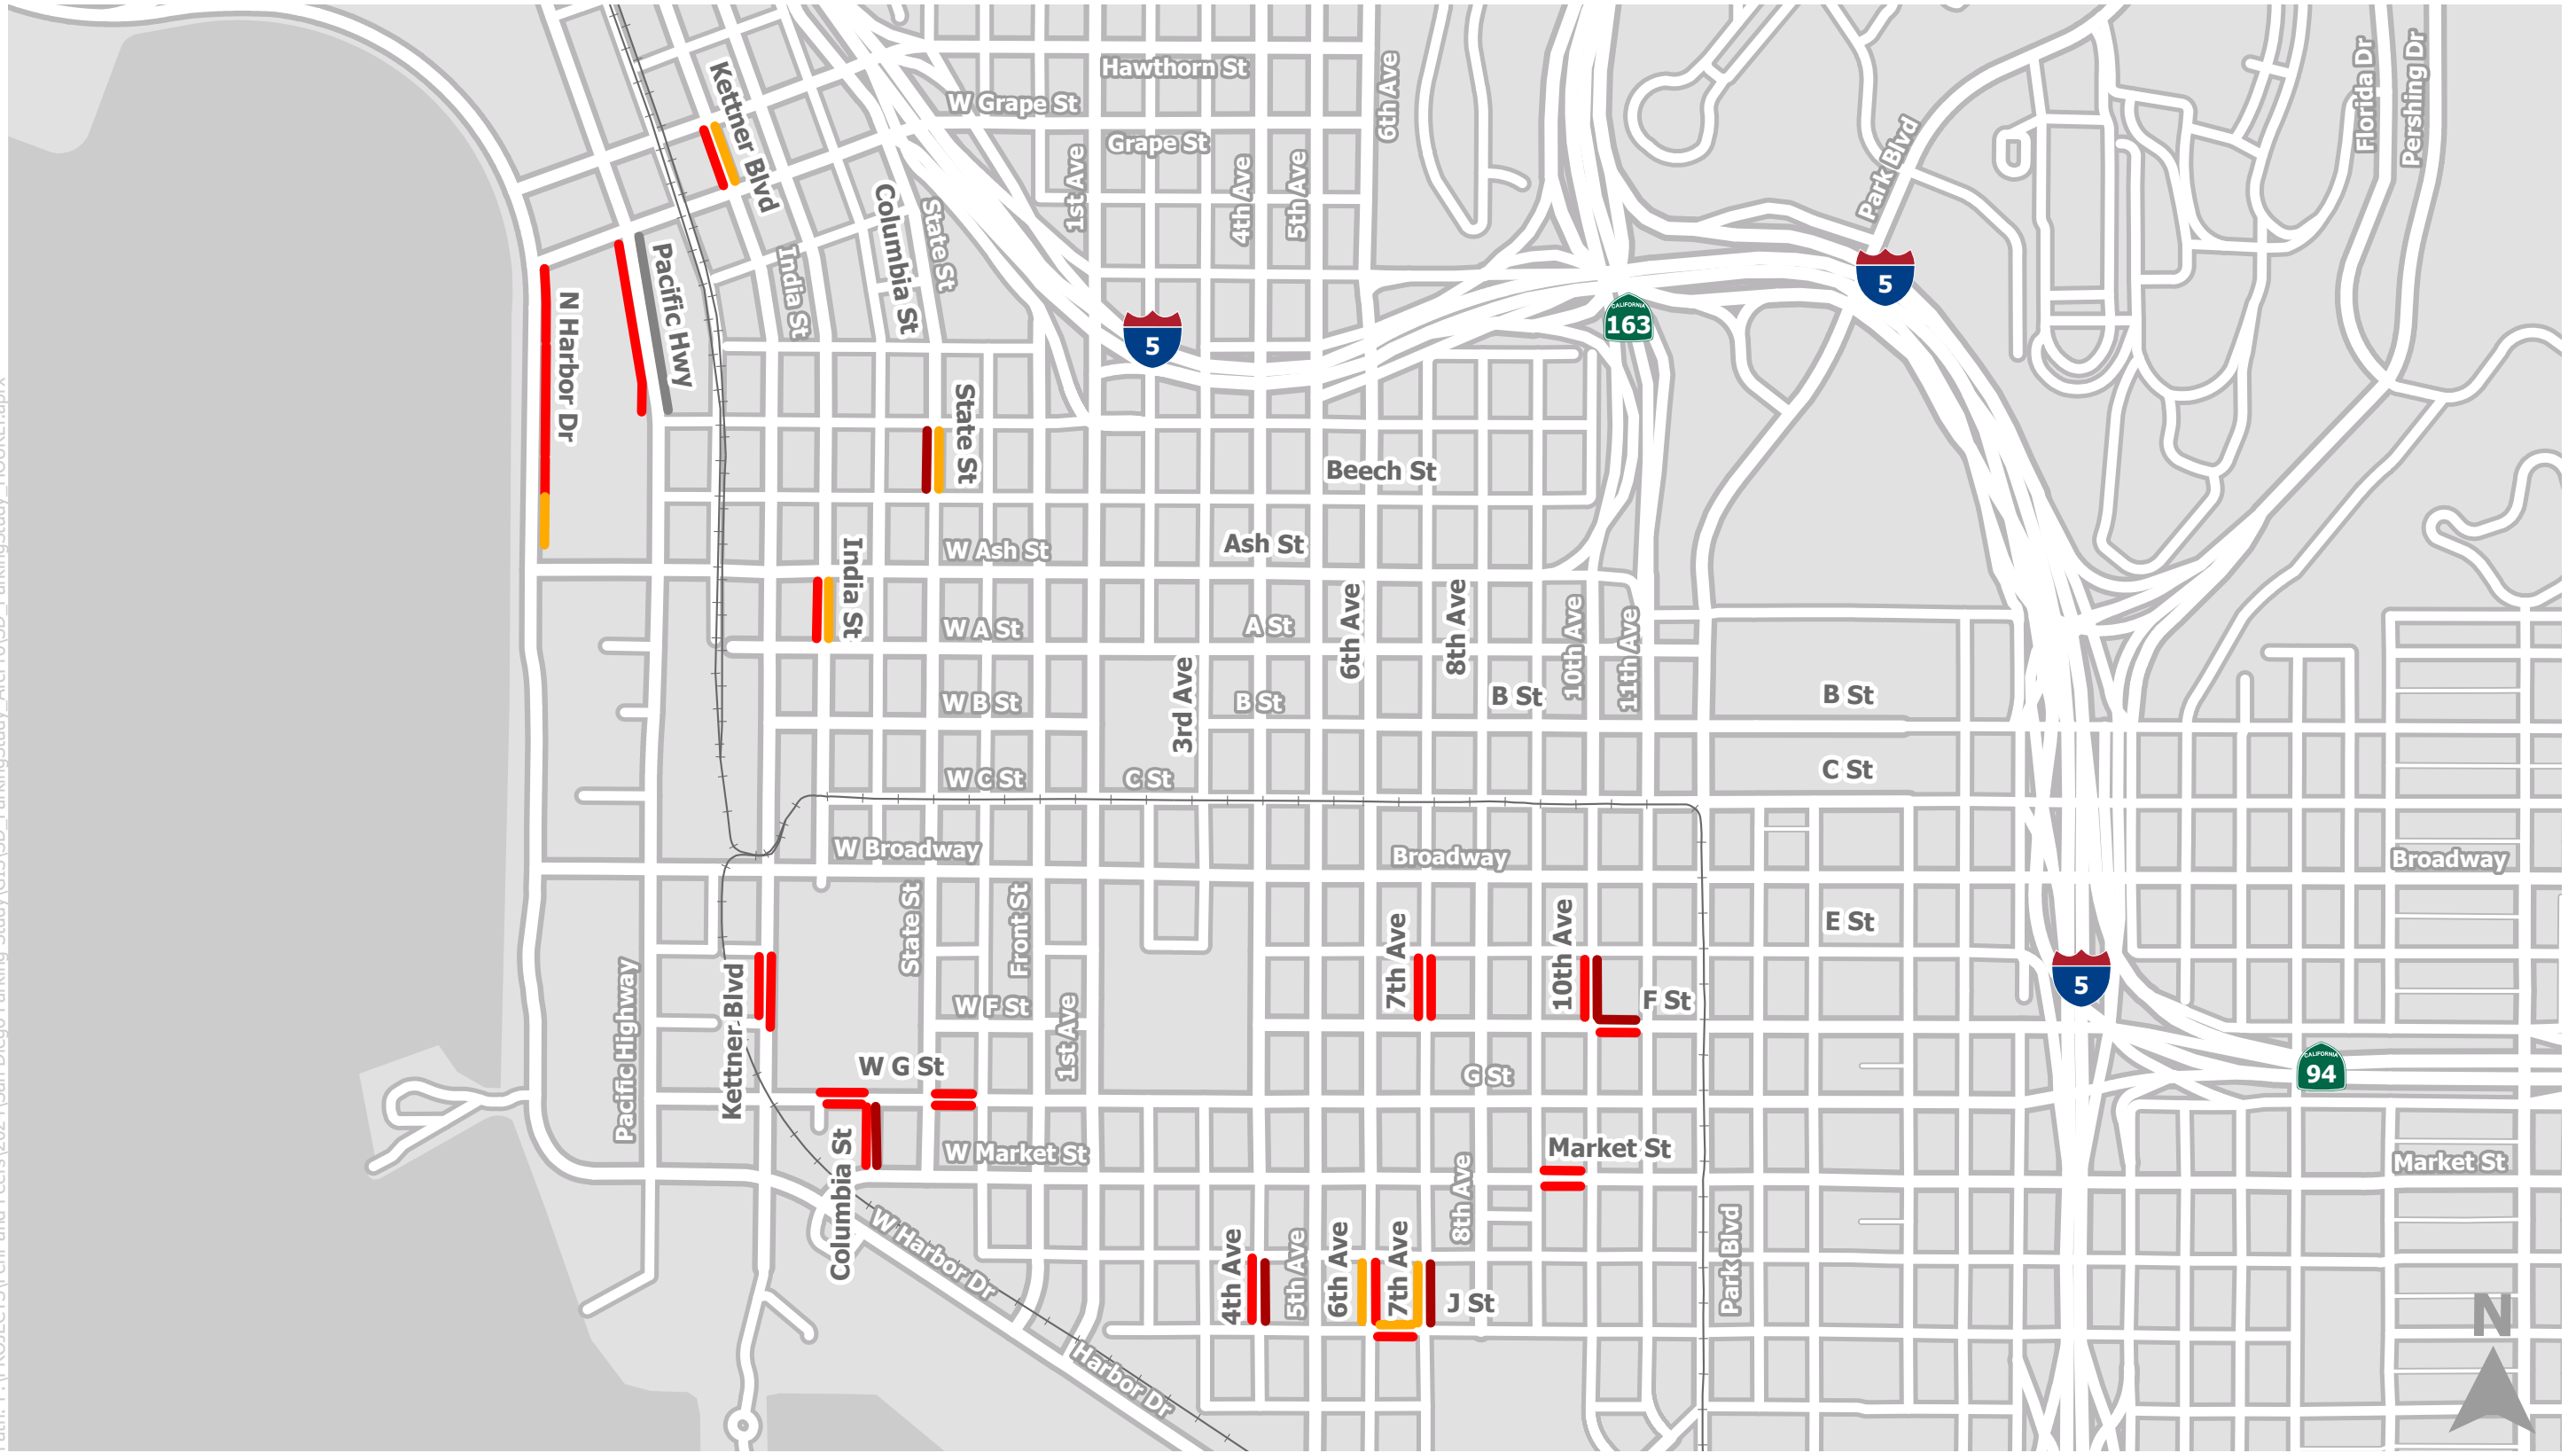 Hawthorn St
W Grape St
Grape St
Kettner Blvd
6th Ave
Florida Dr
Pershing Dr
Park Blvd
1st Ave
4th Ave
5th Ave
Columbia St
State St
Pacific Hwy
India St
N Harbor Dr
5
CALIFORNIA
163
5
State St
Beech St
W Ash St
Ash St
India St
W A St
A St
6th Ave
8th Ave
10th Ave
11th Ave
3rd Ave
W B St
B St
B St
B St
W C St
C St
C St
W Broadway
Broadway
Broadway
State St
Front St
7th Ave
10th Ave
E St
Pacific Highway
Kettner Blvd
W F St
1st Ave
F St
5
W G St
G St
CALIFORNIA
94
Columbia St
W Market St
Market St
Market St
8th Ave
W Harbor Dr
4th Ave
5th Ave
6th Ave
7th Ave
J St
Park Blvd
Harbor Dr
N